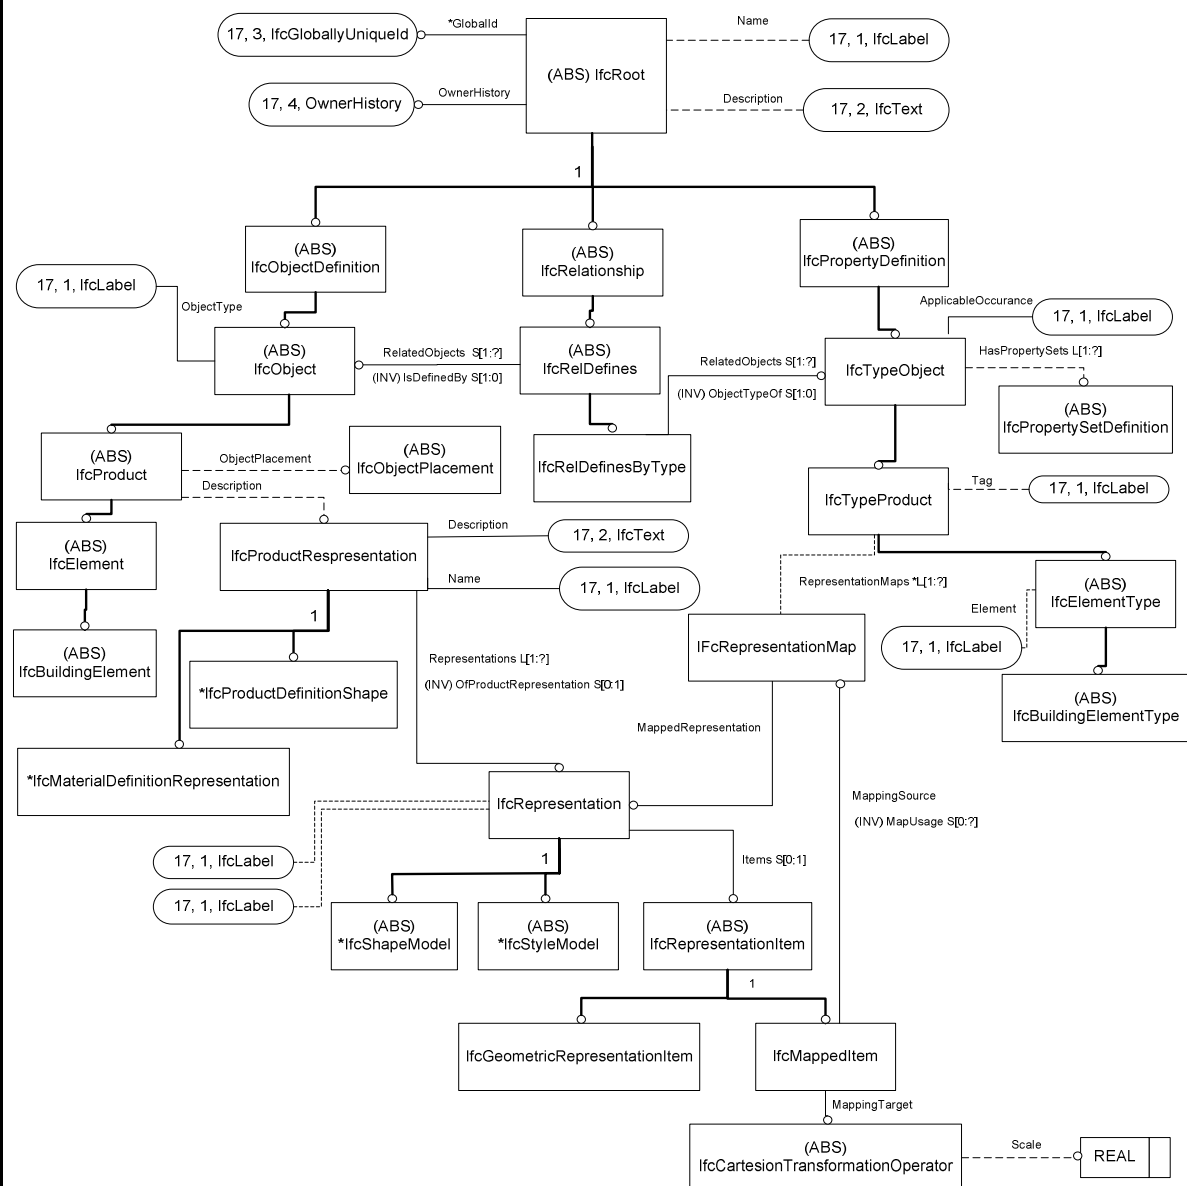 17, 3, IfcGloballyUniqueId
*GlobalId
Name
17, 1, IfcLabel
(ABS) IfcRoot
17, 4, OwnerHistory
OwnerHistory
Description
17, 2, IfcText
1
(ABS)
IfcObjectDefinition
(ABS)
IfcRelationship
(ABS)
IfcPropertyDefinition
17, 1, IfcLabel
ObjectType
ApplicableOccurance
17, 1, IfcLabel
(ABS)
IfcObject
RelatedObjects S[1:?]
(INV) IsDefinedBy S[1:0]
(ABS)
IfcRelDefines
RelatedObjects S[1:?]
(INV) ObjectTypeOf S[1:0]
IfcTypeObject
HasPropertySets L[1:?]
(ABS)
IfcPropertySetDefinition
(ABS)
IfcProduct
ObjectPlacement
(ABS)
IfcObjectPlacement
IfcRelDefinesByType
Description
IfcTypeProduct
Tag
17, 1, IfcLabel
(ABS)
IfcElement
IfcProductRespresentation
Description
17, 2, IfcText
Name
17, 1, IfcLabel
RepresentationMaps *L[1:?]
(ABS)
IfcElementType
Element
17, 1, IfcLabel
1
(ABS)
IfcBuildingElement
*IfcProductDefinitionShape
Representations L[1:?]
(INV) OfProductRepresentation S[0:1]
IFcRepresentationMap
(ABS)
IfcBuildingElementType
MappedRepresentation
*IfcMaterialDefinitionRepresentation
IfcRepresentation
MappingSource
(INV) MapUsage S[0:?]
17, 1, IfcLabel
1
Items S[0:1]
17, 1, IfcLabel
(ABS)
*IfcShapeModel
(ABS)
*IfcStyleModel
(ABS)
IfcRepresentationItem
1
IfcGeometricRepresentationItem
IfcMappedItem
MappingTarget
(ABS)
IfcCartesionTransformationOperator
Scale
REAL